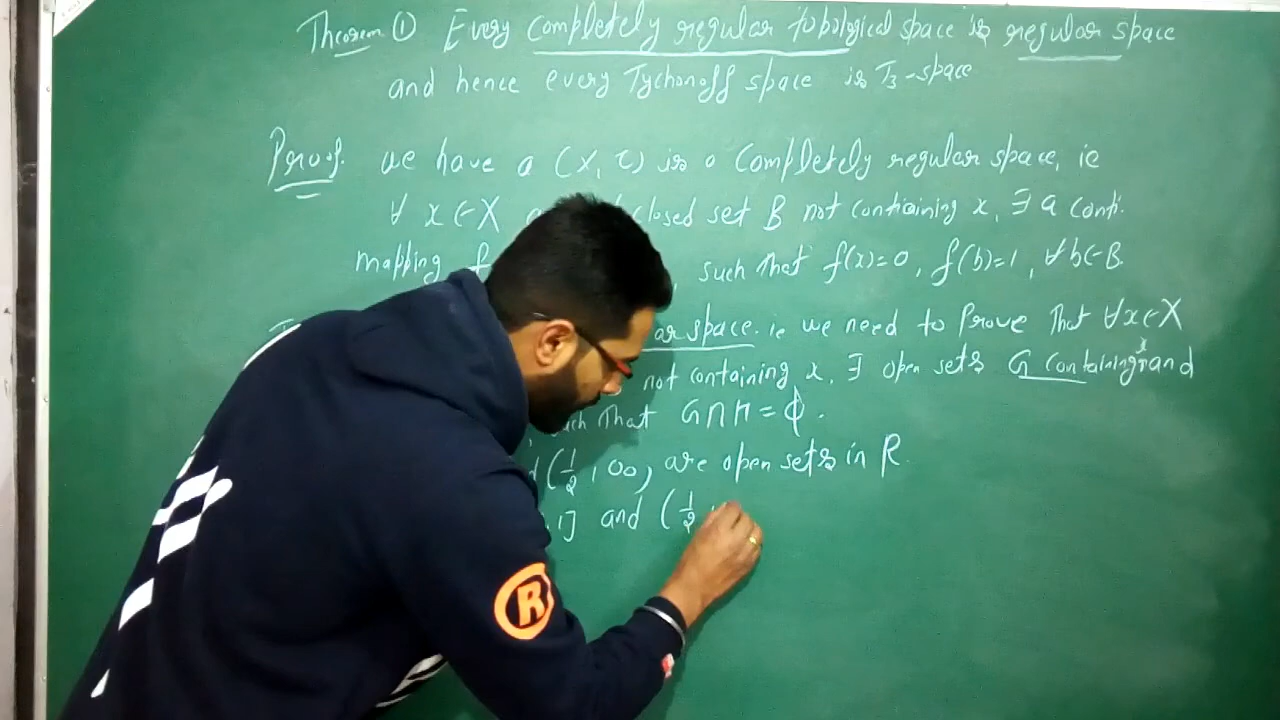 Theorem ① Every completely regular topological space is regular space
and hence every Tychonoff space is T₃-space
Proof. we have a (X, τ) is a Completely regular space, ie
∀ x ∈ X closed set B not contiaining x, ∃ a conti.
mapping f such that f(x)=0, f(b)=1, ∀ b ∈ B.
space. ie we need to Prove that ∀ x ∈ X
not containing x, ∃ open sets G containing x and
such that G ∩ H = ϕ.
(1/2, ∞) are open sets in R.
1] and (1/2,
R